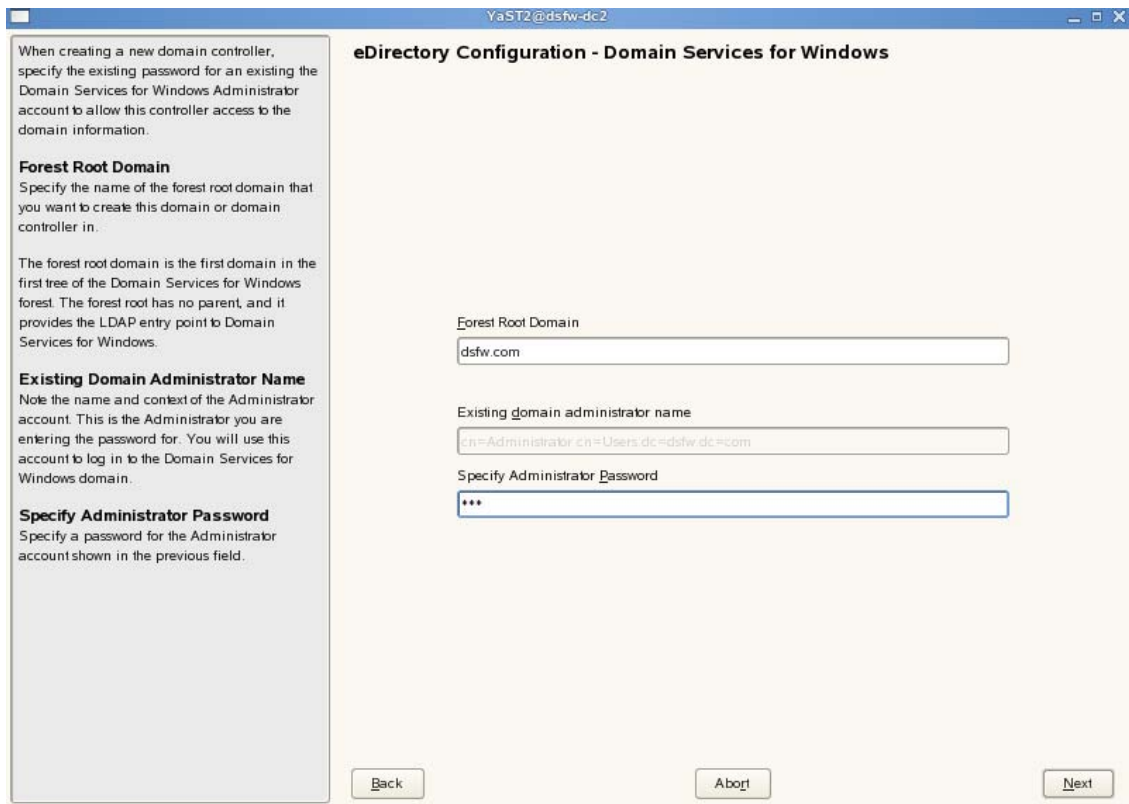 YaST2@dsfw-dc2
When creating a new domain controller,
specify the existing password for an existing the
Domain Services for Windows Administrator
account to allow this controller access to the
domain information.
Forest Root Domain
Specify the name of the forest root domain that
you want to create this domain or domain
controller in.
The forest root domain is the first domain in the
first tree of the Domain Services for Windows
forest. The forest root has no parent, and it
provides the LDAP entry point to Domain
Services for Windows.
Existing Domain Administrator Name
Note the name and context of the Administrator
account. This is the Administrator you are
entering the password for. You will use this
account to log in to the Domain Services for
Windows domain.
Specify Administrator Password
Specify a password for the Administrator
account shown in the previous field.
eDirectory Configuration - Domain Services for Windows
Forest Root Domain
dsfw.com
Existing domain administrator name
cn=Administrator.cn=Users.dc=dsfw.dc=com
Specify Administrator Password
***
Back
Abort
Next